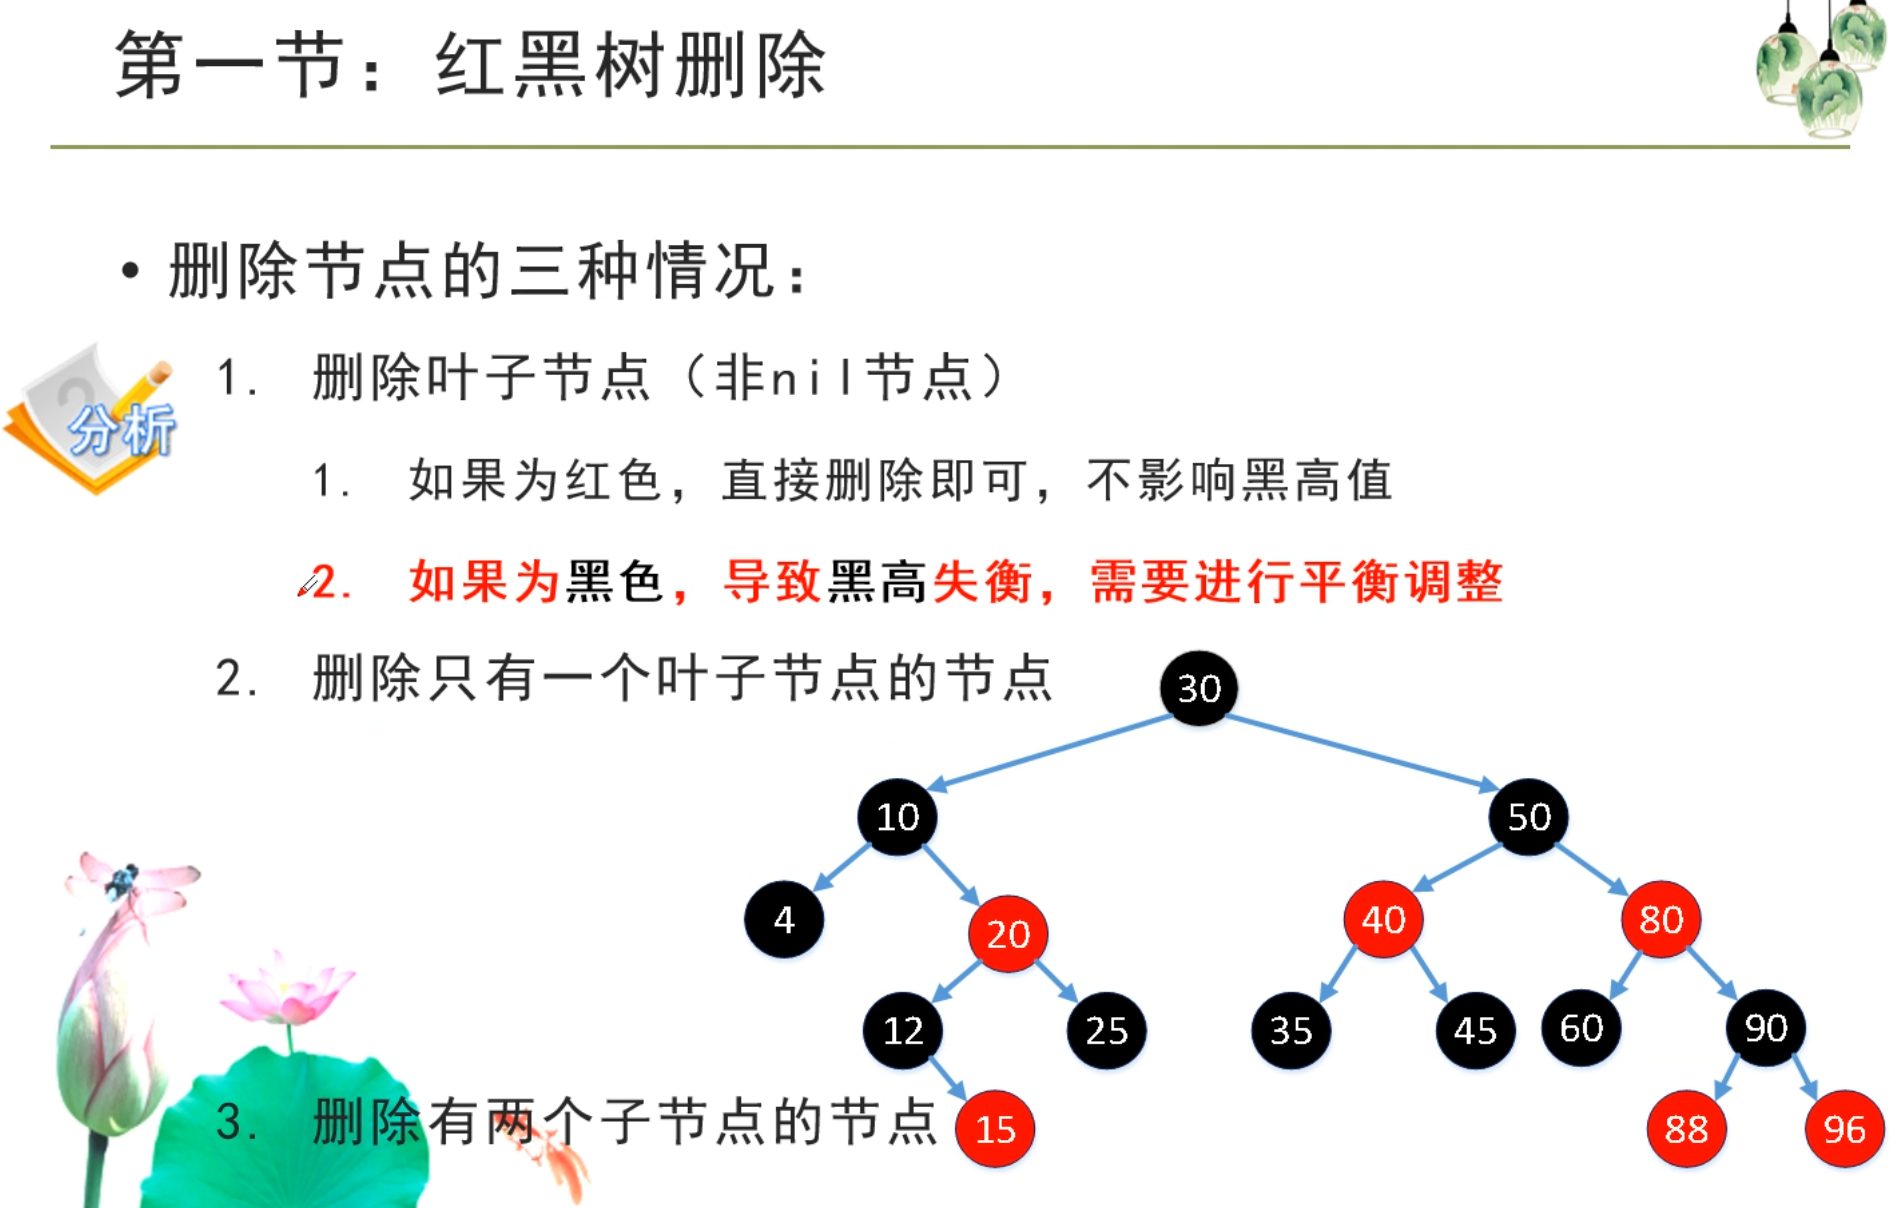 第一节：红黑树删除
• 删除节点的三种情况：
分析
1. 删除叶子节点（非nil节点）
1. 如果为红色，直接删除即可，不影响黑高值
2. 如果为黑色，导致黑高失衡，需要进行平衡调整
2. 删除只有一个叶子节点的节点
30
10 50
4 20 40 80
12 25 35 45 60 90
3. 删除有两个子节点的节点
15 88 96